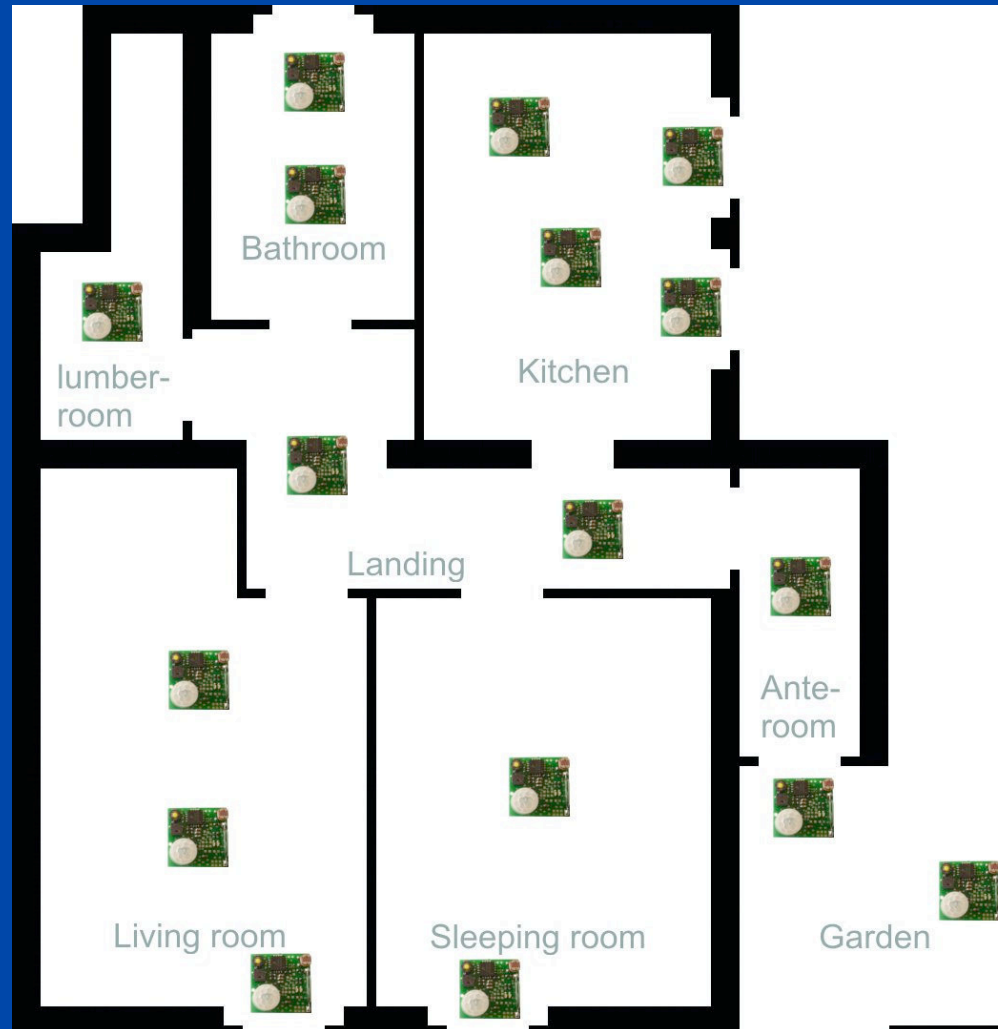 Bathroom
lumber-
room
Kitchen
Landing
Ante-
room
Living room
Sleeping room
Garden